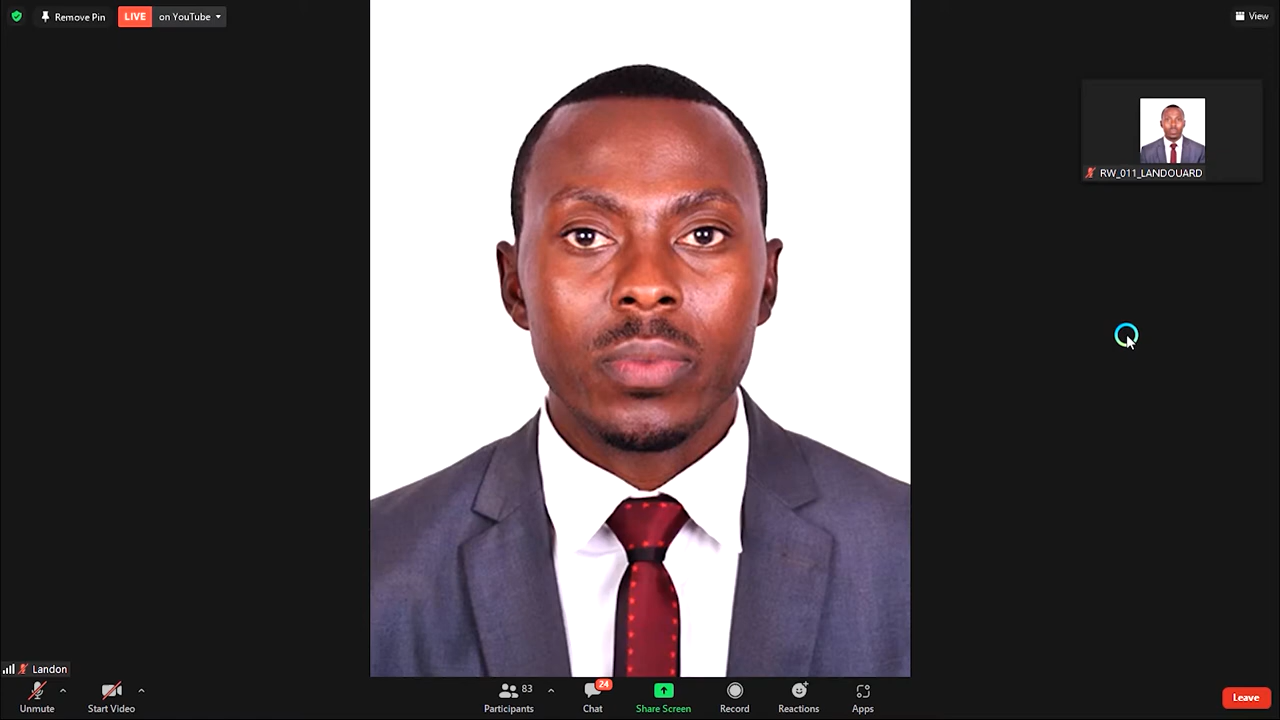 Remove Pin
LIVE on YouTube
View
RW_011_LANDOUARD
Landon
Unmute
Start Video
83
Participants
24
Chat
Share Screen
Record
Reactions
Apps
Leave